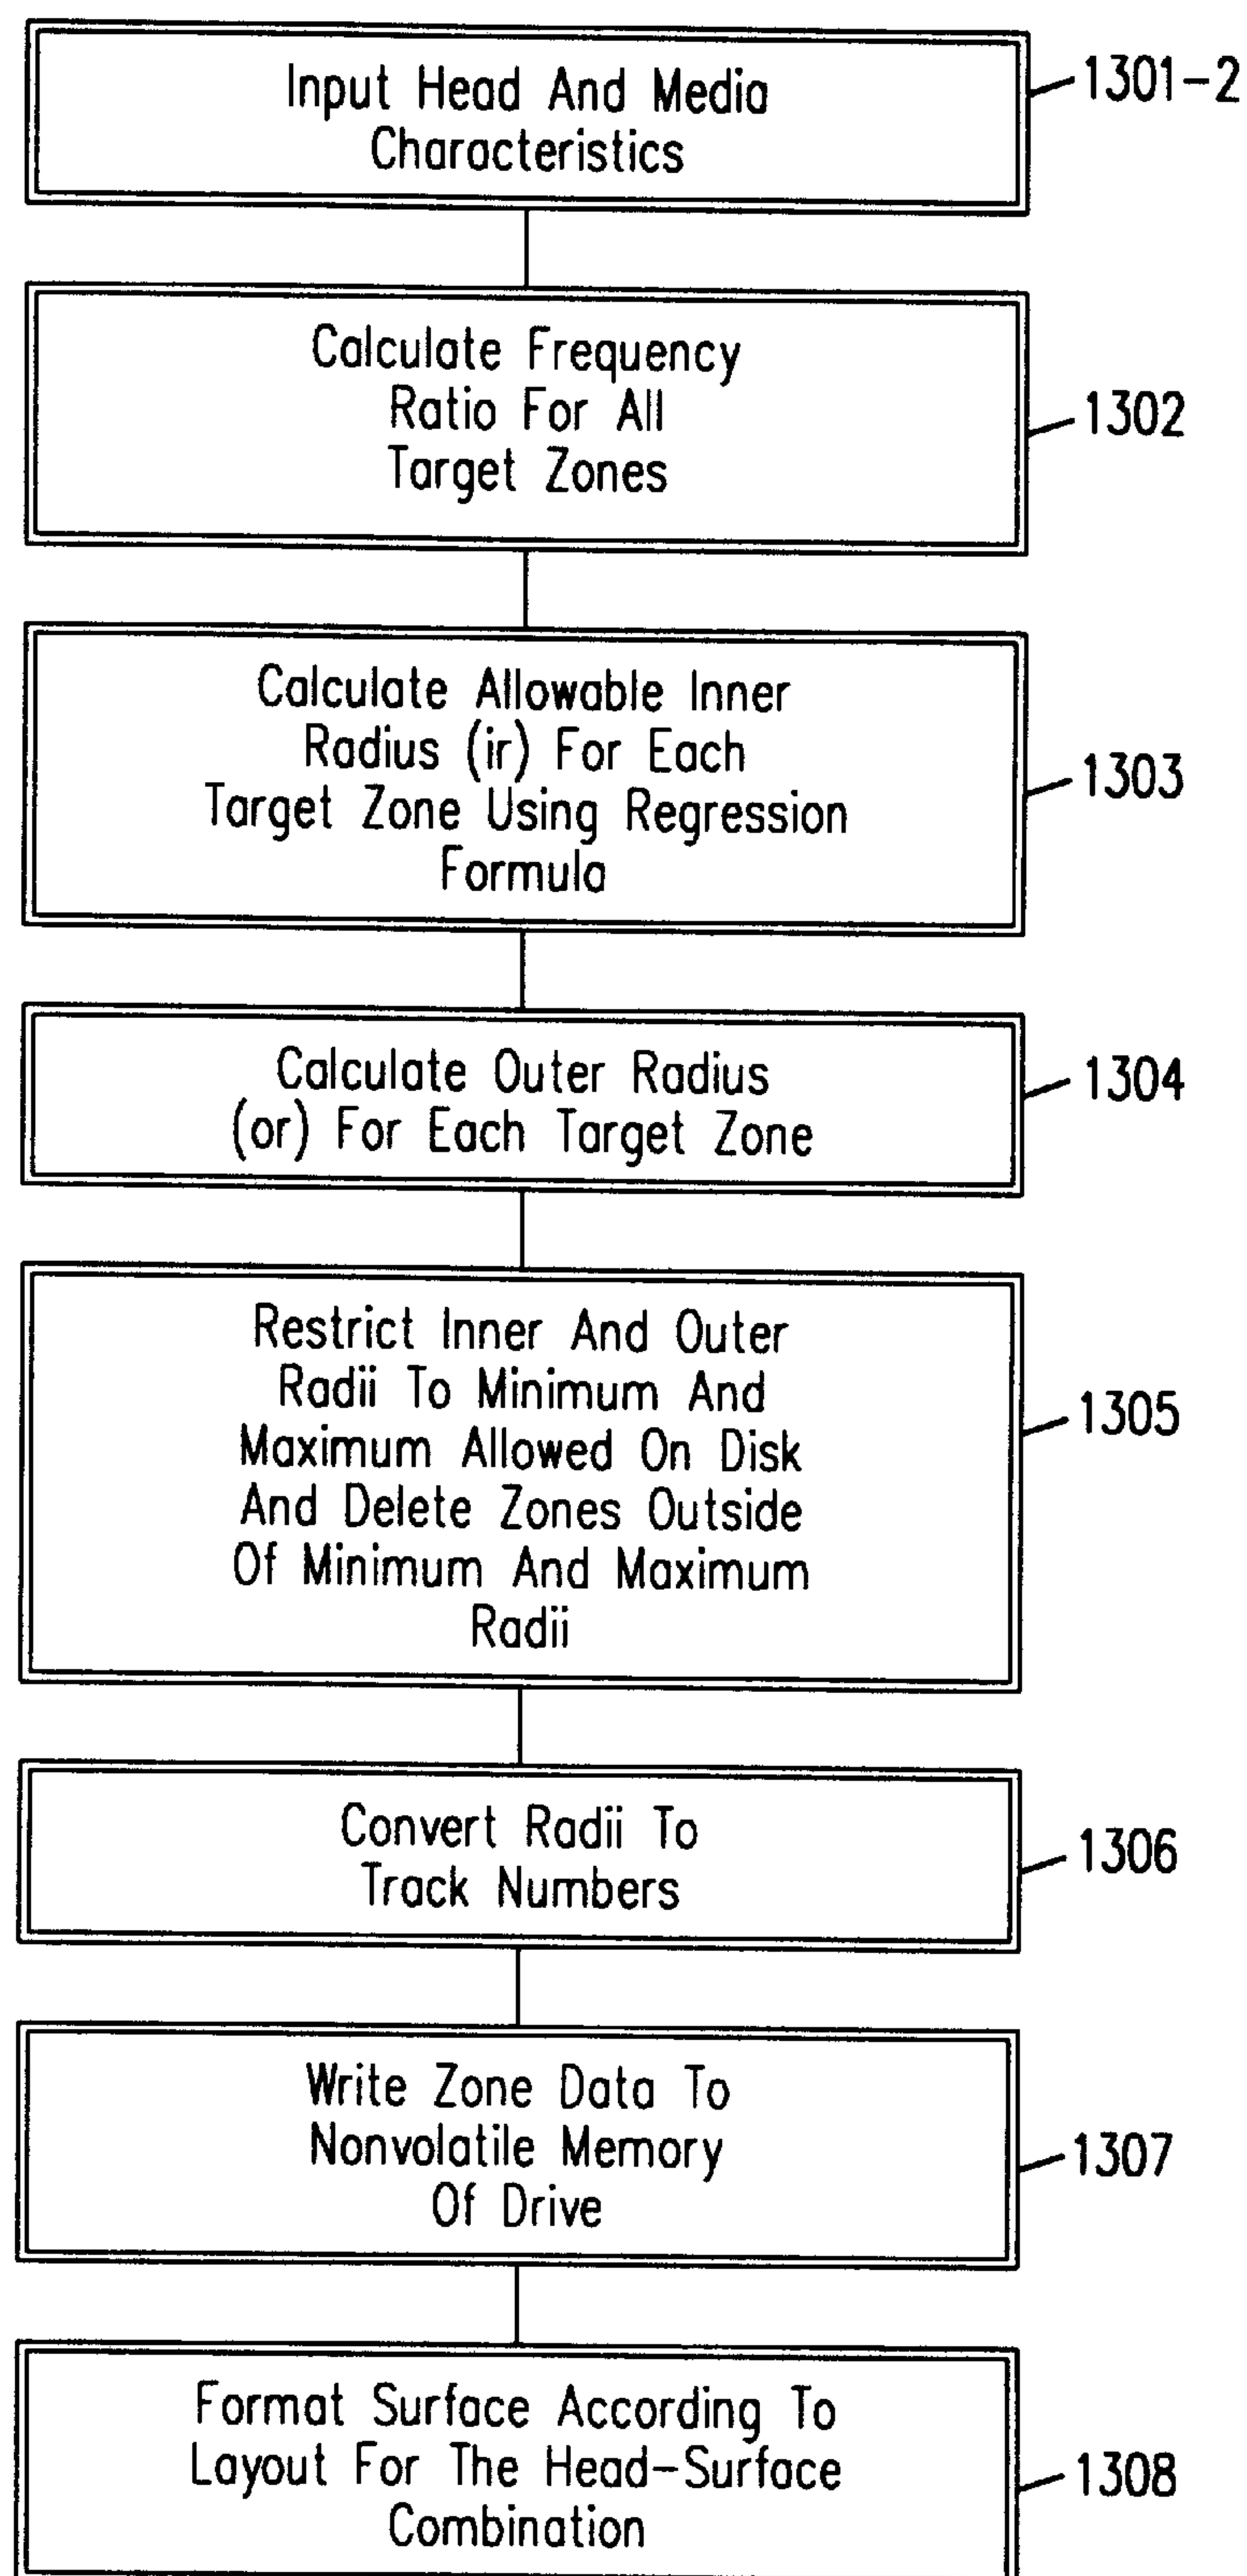 Input Head And Media
Characteristics
1301-2
Calculate Frequency
Ratio For All
Target Zones
1302
Calculate Allowable Inner
Radius (ir) For Each
Target Zone Using Regression
Formula
1303
Calculate Outer Radius
(or) For Each Target Zone
1304
Restrict Inner And Outer
Radii To Minimum And
Maximum Allowed On Disk
And Delete Zones Outside
Of Minimum And Maximum
Radii
1305
Convert Radii To
Track Numbers
1306
Write Zone Data To
Nonvolatile Memory
Of Drive
1307
Format Surface According To
Layout For The Head-Surface
Combination
1308